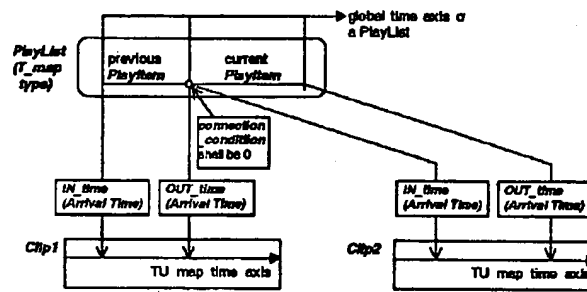 global time axis o
a PlayList
PlayList
(T_map
type)
previous
PlayItem
current
PlayItem
connection
_condition
shall be 0
IN_time
(Arrival Time)
OUT_time
(Arrival Time)
IN_time
(Arrival Time)
OUT_time
(Arrival Time)
Clip1
TU map time axis
Clip2
TU map time axis